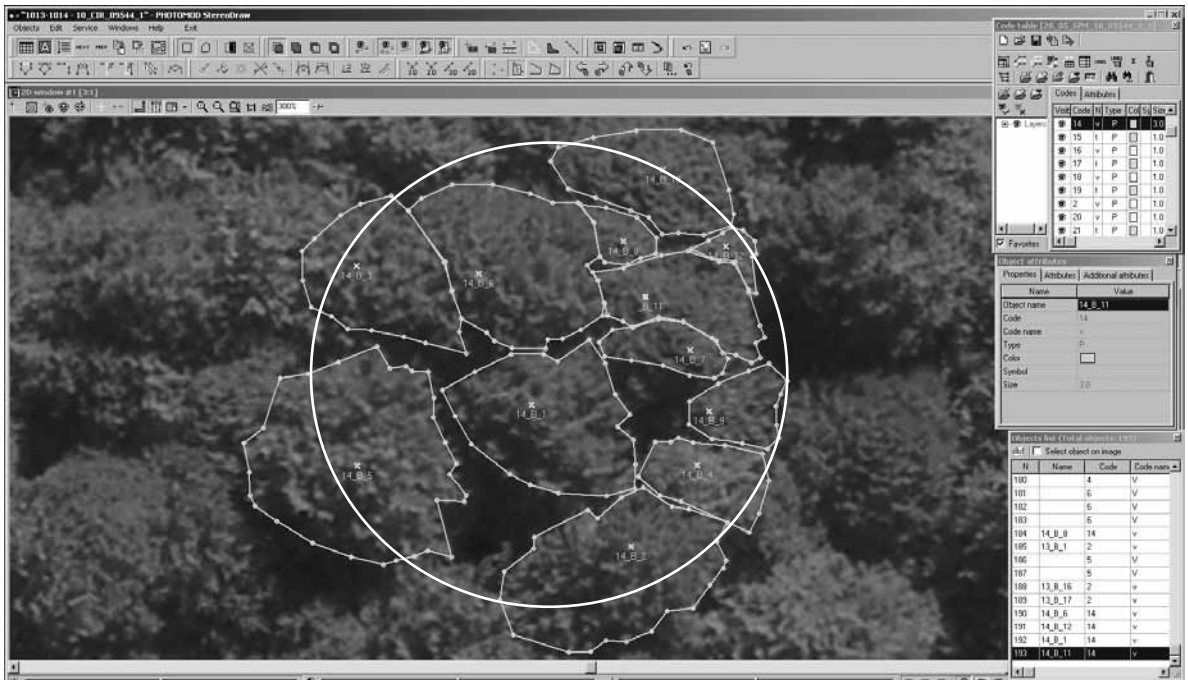 "1013-1014 - 10_CIR_09544_1" - PHOTOMOD StereoDraw
Objects Edit Service Windows Help Exit
2D window #1 [3:1]
300%
14_B_3
14_B_6
14_B_7
14_B_1
14_B_9
14_B_4
14_B_5
14_B_2
Codes Attributes
Code N Type Col Size
Layers
14 v P 3.0
15 t P 1.0
16 v P 1.0
17 t P 1.0
18 v P 1.0
19 t P 1.0
2 v P 1.0
20 v P 1.0
21 t P 1.0
Favorites
Object attributes
Properties Attributes Additional attributes
Name Value
Object name 14_B_11
Code 14
Code name v
Type P
Color
Symbol
Size 3.0
Objects list (Total objects: 193)
Select object on image
N Name Code Code name
180 4 V
181 6 V
182 6 V
183 6 V
184 14_B_8 14 v
185 13_B_1 2 v
186 5 V
187 5 V
188 13_B_16 2 v
189 13_B_17 2 v
190 14_B_6 14 v
191 14_B_12 14 v
192 14_B_1 14 v
193 14_B_11 14 v